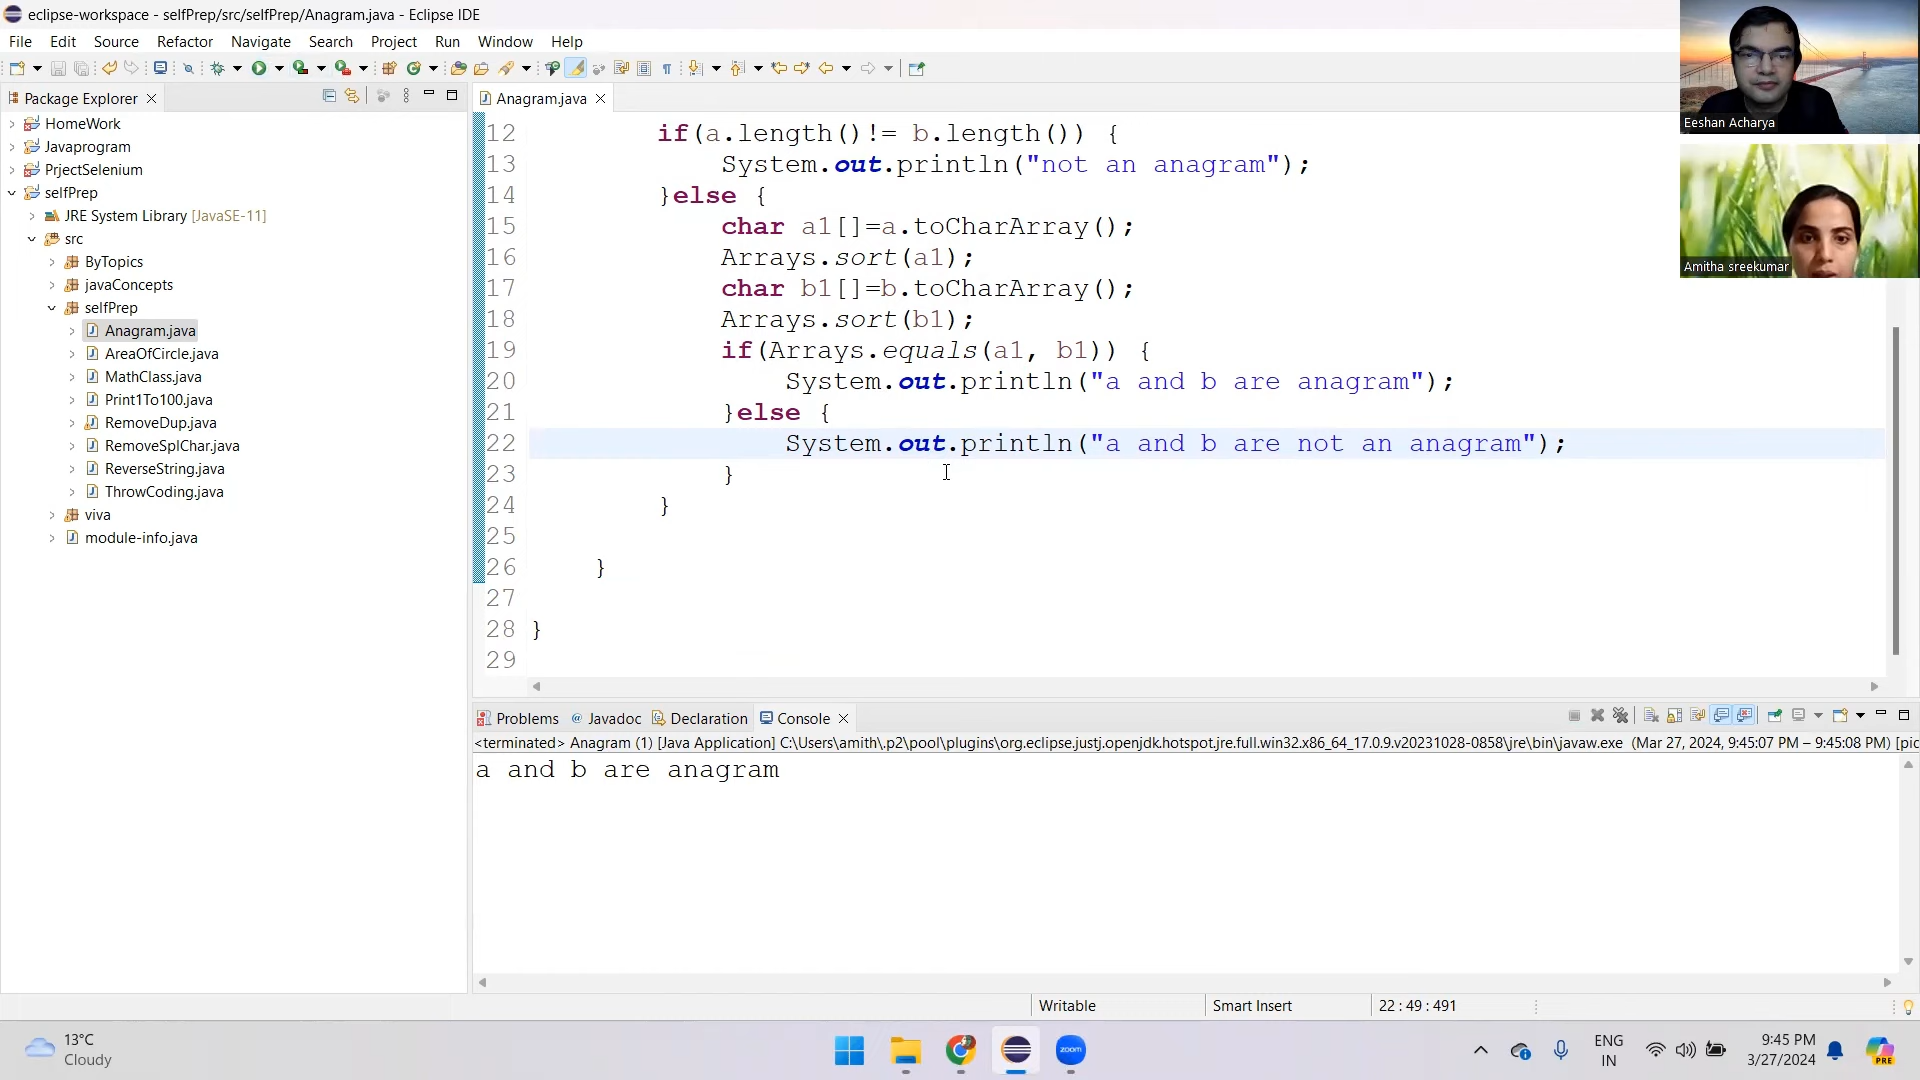 eclipse-workspace - selfPrep/src/selfPrep/Anagram.java - Eclipse IDE
File Edit Source Refactor Navigate Search Project Run Window Help
Package Explorer
Anagram.java
HomeWork
Javaprogram
PrjectSelenium
selfPrep
JRE System Library [JavaSE-11]
src
ByTopics
javaConcepts
selfPrep
Anagram.java
AreaOfCircle.java
MathClass.java
Print1To100.java
RemoveDup.java
RemoveSplChar.java
ReverseString.java
ThrowCoding.java
viva
module-info.java
12 if(a.length()!= b.length()) {
13 System.out.println("not an anagram");
14 }else {
15 char a1[]=a.toCharArray();
16 Arrays.sort(a1);
17 char b1[]=b.toCharArray();
18 Arrays.sort(b1);
19 if(Arrays.equals(a1, b1)) {
20 System.out.println("a and b are anagram");
21 }else {
22 System.out.println("a and b are not an anagram");
23 }
24 }
25
26 }
27
28 }
29
Eeshan Acharya
Amitha sreekumar
Problems Javadoc Declaration Console
<terminated> Anagram (1) [Java Application] C:\Users\amith\.p2\pool\plugins\org.eclipse.justj.openjdk.hotspot.jre.full.win32.x86_64_17.0.9.v20231028-0858\jre\bin\javaw.exe (Mar 27, 2024, 9:45:07 PM – 9:45:08 PM) [pic
a and b are anagram
Writable Smart Insert 22 : 49 : 491
13°C
Cloudy
zoom
ENG
IN
9:45 PM
3/27/2024
PRE